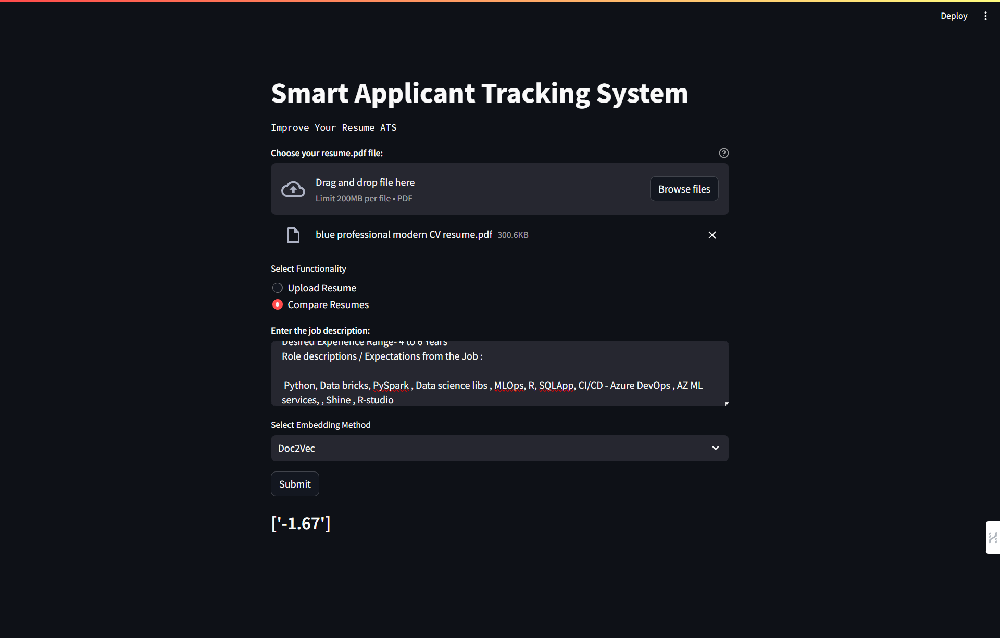 Deploy
Smart Applicant Tracking System
Improve Your Resume ATS
Choose your resume.pdf file:
Drag and drop file here
Limit 200MB per file • PDF
Browse files
blue professional modern CV resume.pdf 300.6KB
Select Functionality
Upload Resume
Compare Resumes
Enter the job description:
Desired Experience Range- 4 to 6 Years
Role descriptions / Expectations from the Job :
Python, Data bricks, PySpark , Data science libs , MLOps, R, SQLApp, CI/CD - Azure DevOps , AZ ML
services, , Shine , R-studio
Select Embedding Method
Doc2Vec
Submit
['-1.67']